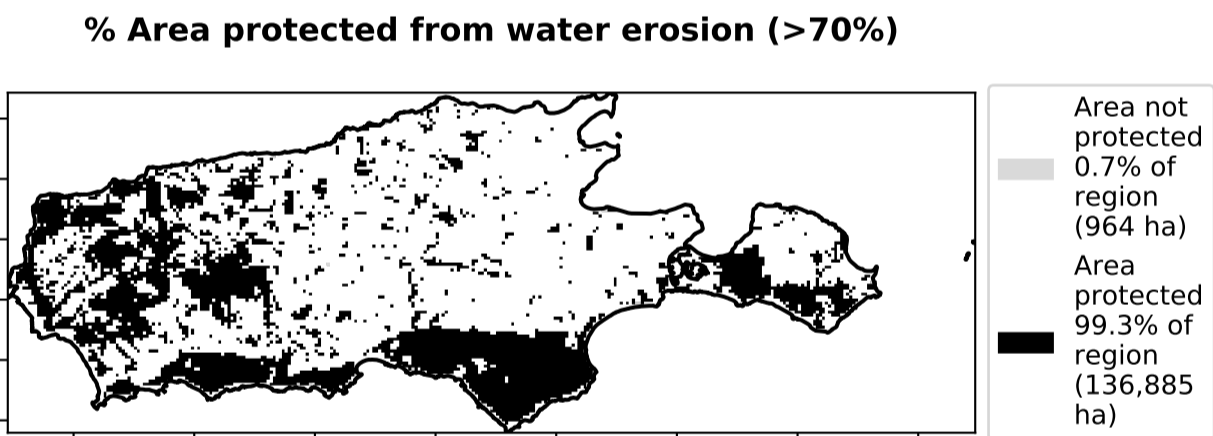 % Area protected from water erosion (>70%)
Area not
protected
0.7% of
region
(964 ha)
Area
protected
99.3% of
region
(136,885
ha)